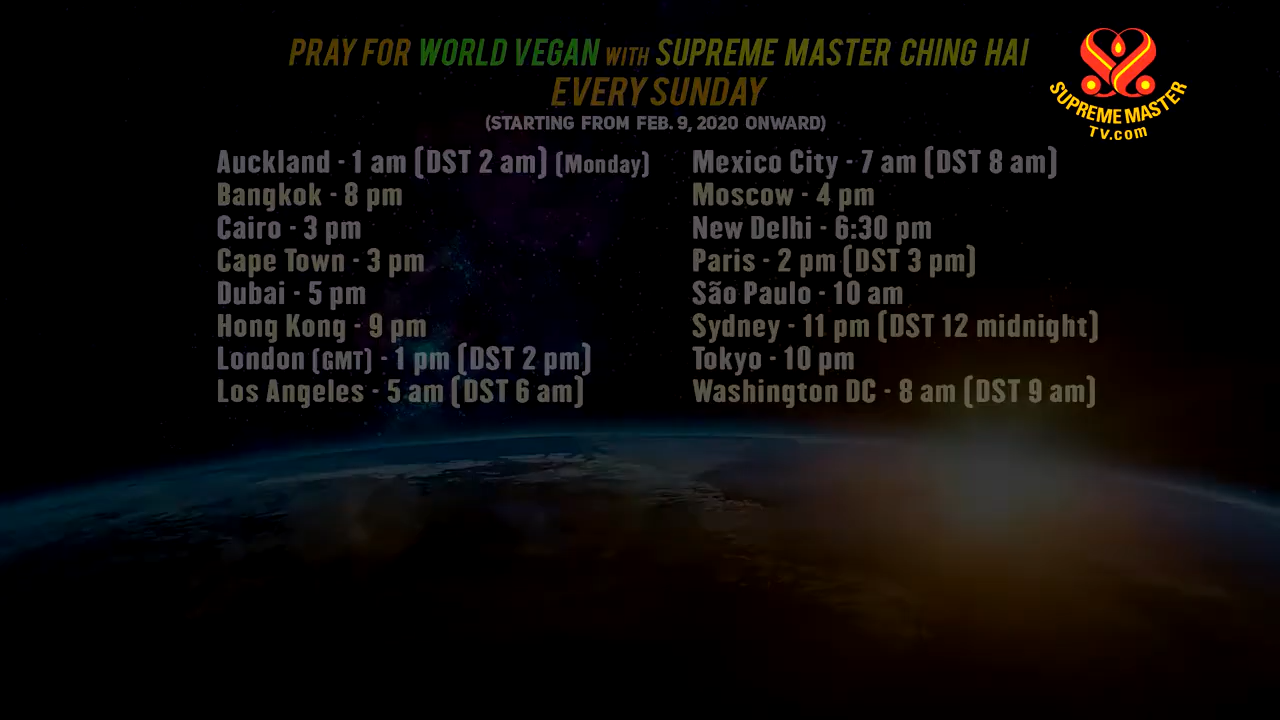 PRAY FOR WORLD VEGAN WITH SUPREME MASTER CHING HAI
EVERY SUNDAY
(STARTING FROM FEB. 9, 2020 ONWARD)
Auckland - 1 am (DST 2 am) (Monday)
Bangkok - 8 pm
Cairo - 3 pm
Cape Town - 3 pm
Dubai - 5 pm
Hong Kong - 9 pm
London (GMT) - 1 pm (DST 2 pm)
Los Angeles - 5 am (DST 6 am)
Mexico City - 7 am (DST 8 am)
Moscow - 4 pm
New Delhi - 6:30 pm
Paris - 2 pm (DST 3 pm)
São Paulo - 10 am
Sydney - 11 pm (DST 12 midnight)
Tokyo - 10 pm
Washington DC - 8 am (DST 9 am)
SUPREME MASTER
TV.com